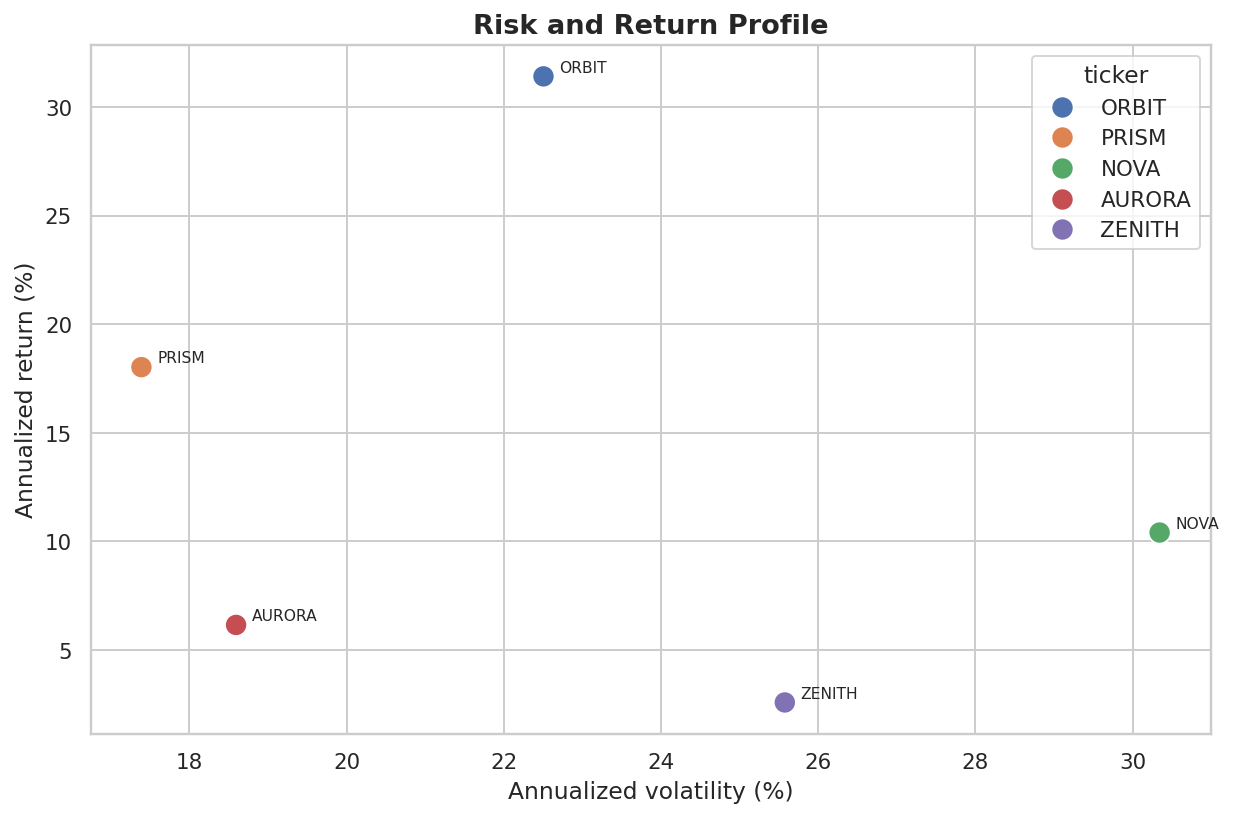 Risk and Return Profile
Annualized return (%)
30
25
20
15
10
5
ORBIT
PRISM
NOVA
AURORA
ZENITH
ticker
ORBIT
PRISM
NOVA
AURORA
ZENITH
18 20 22 24 26 28 30
Annualized volatility (%)